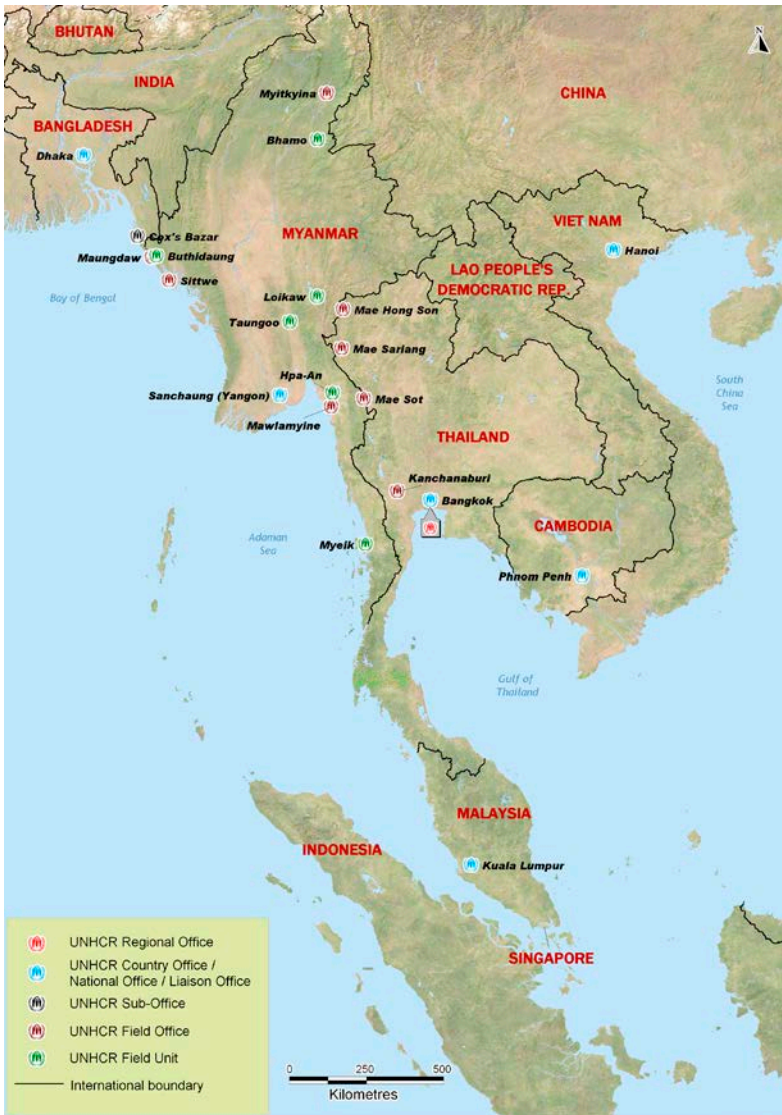 BHUTAN
N
INDIA
Myitkyina
CHINA
BANGLADESH
Bhamo
Dhaka
VIET NAM
Cox's Bazar
MYANMAR
Hanoi
Maungdaw
Buthidaung
LAO PEOPLE'S
DEMOCRATIC REP.
Sittwe
Bay of Bengal
Loikaw
Mae Hong Son
Taungoo
Mae Sariang
Hpa-An
South
China
Sea
Sanchaung (Yangon)
Mae Sot
Mawlamyine
THAILAND
Kanchanaburi
Bangkok
CAMBODIA
Adaman
Sea
Myeik
Phnom Penh
Gulf of
Thailand
MALAYSIA
INDONESIA
Kuala Lumpur
SINGAPORE
UNHCR Regional Office
UNHCR Country Office /
National Office / Liaison Office
UNHCR Sub-Office
UNHCR Field Office
UNHCR Field Unit
International boundary
0 125 250 500
Kilometres